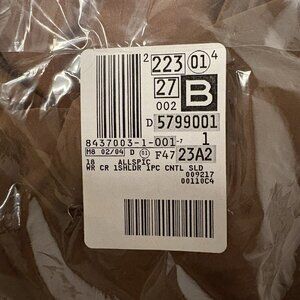 2 223 01 4
27 B
002
D 5799001
8437003-1-001-7 1
M8 02/04 D 01 F47 23A2
18 ALLSPIC
WR CR 1SHLDR 1PC CNTL SLD
009217
00110C4